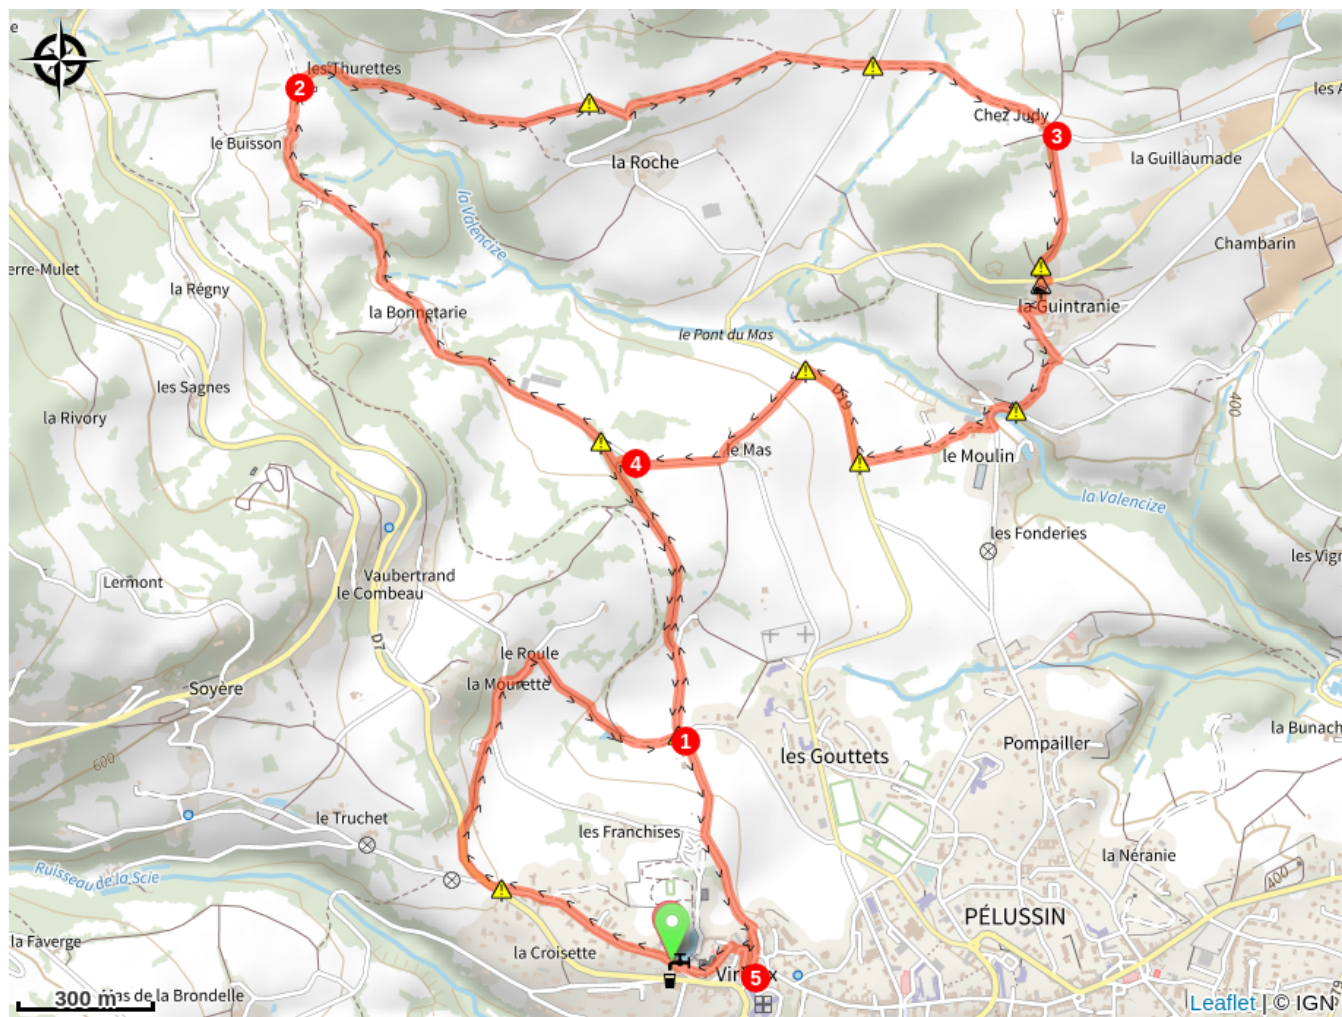 les Thurettes
2
le Buisson
la Roche
Chez Judy
3
les A
la Guillaumade
la Valencize
Chambarin
erre-Mulet
la Régny
la Bonnetarie
la Guintranie
le Pont du Mas
les Sagnes
D19
400
la Rivory
4
le Mas
le Moulin
la Valencize
les Fonderies
les Vign
Vaubertrand
Lermont
le Combeau
D7
le Roule
la Mourette
Soyère
600
1
les Gouttets
Pompailler
la Bunach
le Truchet
les Franchises
la Néranie
400
Ruisseau de la Scie
PÉLUSSIN
la Faverge
la Croisette
5
300 m
Mas de la Brondelle
Leaflet | © IGN